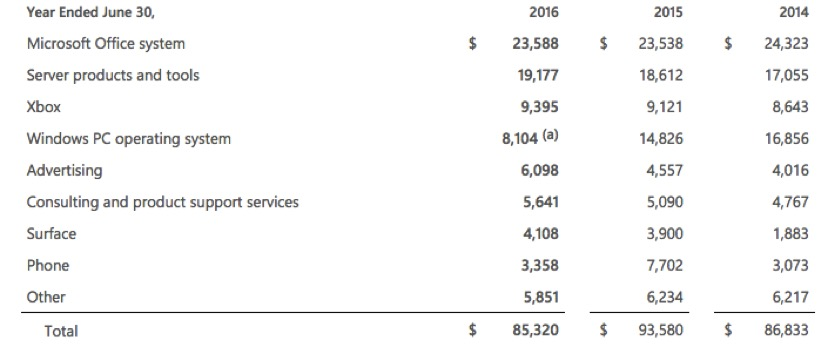 Year Ended June 30, 2016 2015 2014
Microsoft Office system $ 23,588 $ 23,538 $ 24,323
Server products and tools 19,177 18,612 17,055
Xbox 9,395 9,121 8,643
Windows PC operating system 8,104 (a) 14,826 16,856
Advertising 6,098 4,557 4,016
Consulting and product support services 5,641 5,090 4,767
Surface 4,108 3,900 1,883
Phone 3,358 7,702 3,073
Other 5,851 6,234 6,217
Total $ 85,320 $ 93,580 $ 86,833